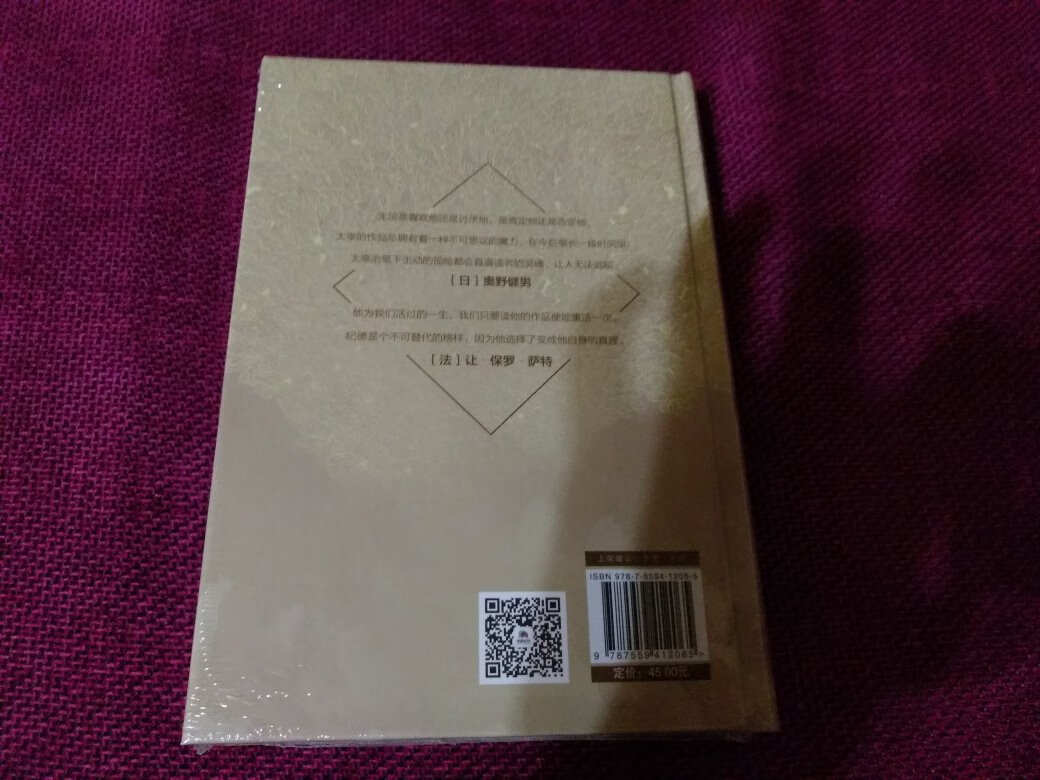 无论是喜欢他还是讨厌他，是肯定他还是否定他，
太宰的作品总拥有着一种不可思议的魔力，在今后很长一段时间里，
太宰治笔下生动的描绘都会直逼读者的灵魂，让人无法逃脱。
［日］奥野健男
他为我们活过的一生，我们只要读他的作品便能重活一次。
纪德是个不可替代的榜样，因为他选择了变成他自身的真理。
［法］让·保罗·萨特
上架建议
ISBN 978-7-5594-1206-5
9 787559 412065 >
定价：45.00元